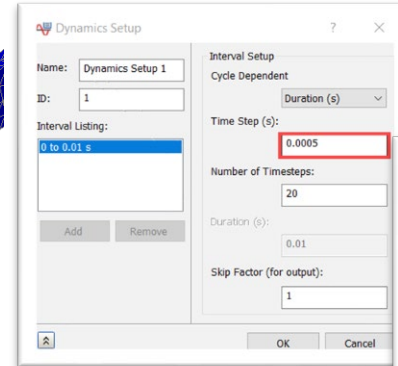 Dynamics Setup
Name: Dynamics Setup 1
ID: 1
Interval Listing:
0 to 0.01 s
Add Remove
Interval Setup
Cycle Dependent
Duration (s)
Time Step (s):
0.0005
Number of Timesteps:
20
Duration (s):
0.01
Skip Factor (for output):
1
OK Cancel